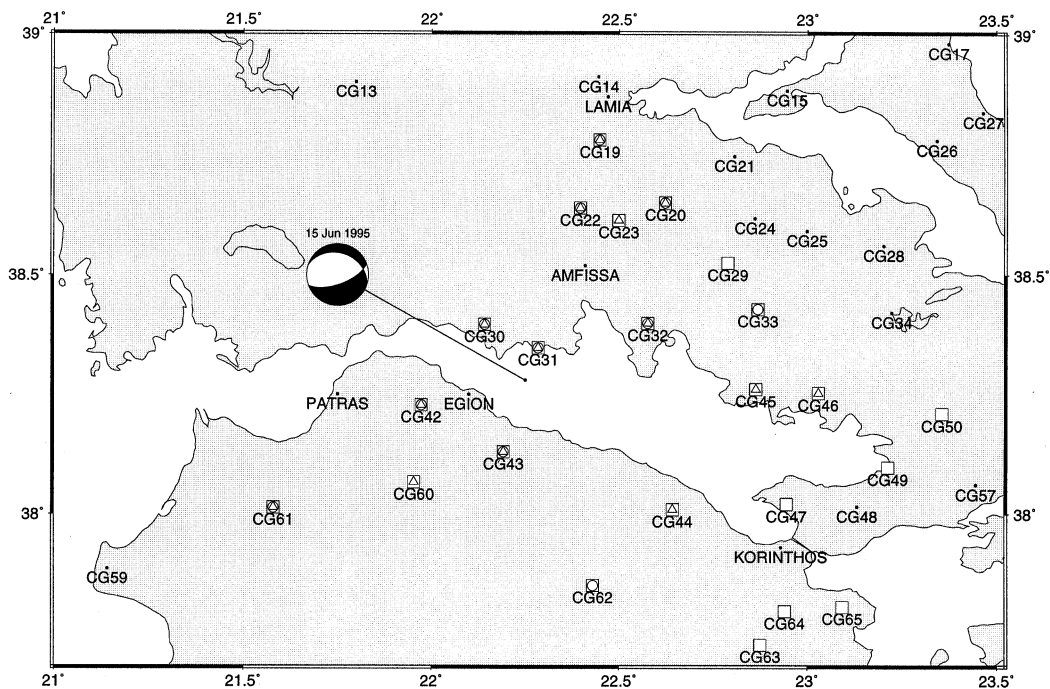 21° 21.5° 22° 22.5° 23° 23.5°
39° 39°
CG17
CG13
CG14
CG15
LAMIA
CG27
CG19
CG26
CG21
CG22
CG20
CG23
CG24
CG25
15 Jun 1995
CG28
38.5° 38.5°
AMFISSA
CG29
CG33
CG34
CG30
CG32
CG31
PATRAS
EGION
CG42
CG45
CG46
CG50
CG43
CG49
CG60
CG57
CG61
CG44
CG47
CG48
38° 38°
KORINTHOS
CG59
CG62
CG64
CG65
CG63
21° 21.5° 22° 22.5° 23° 23.5°